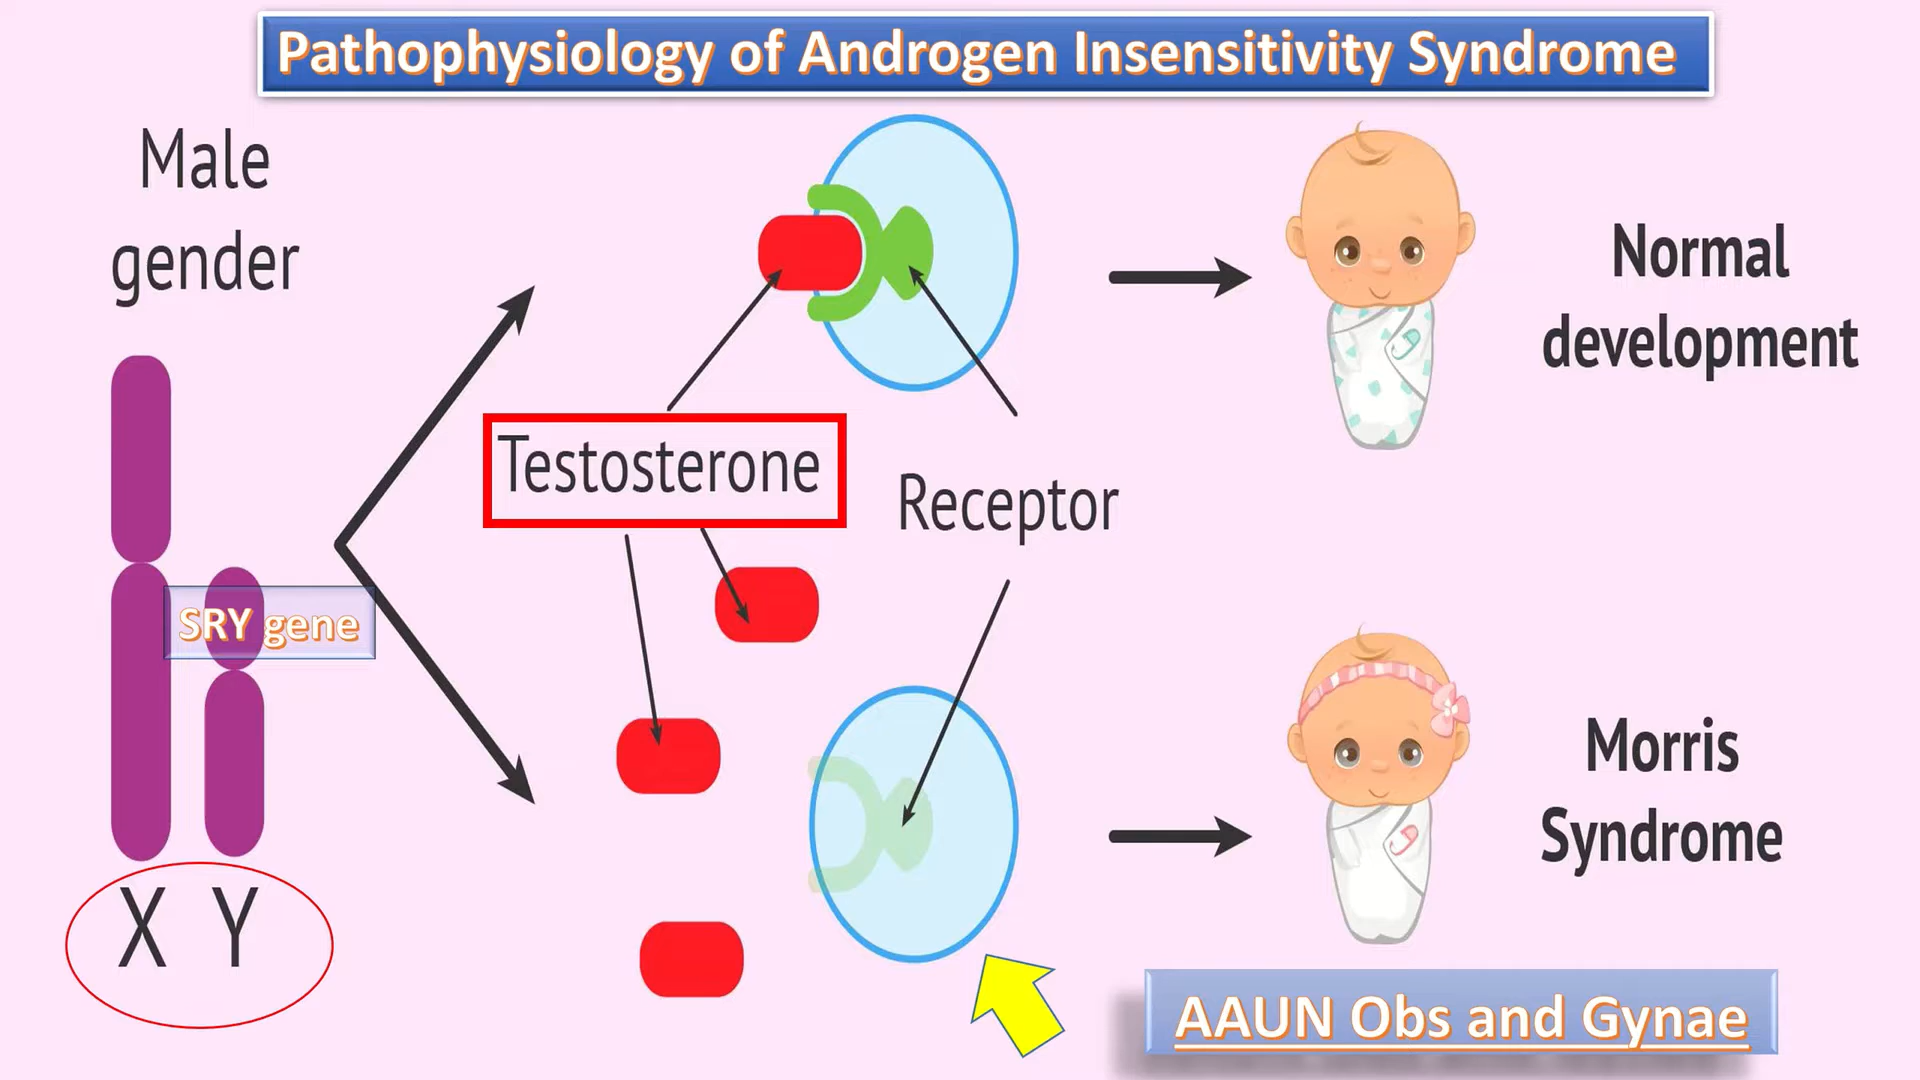 Pathophysiology of Androgen Insensitivity Syndrome
Male
gender
Normal
development
Testosterone
Receptor
SRY gene
Morris
Syndrome
X Y
AAUN Obs and Gynae